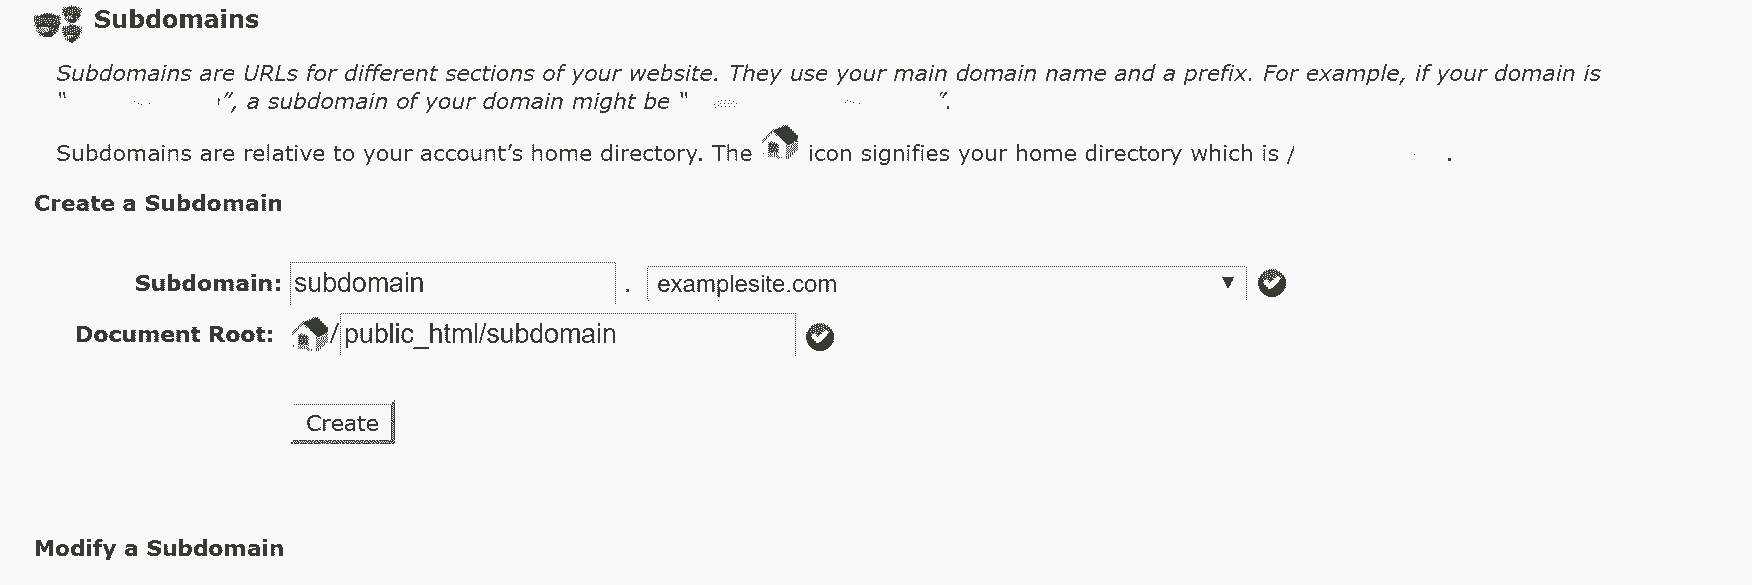 Subdomains
Subdomains are URLs for different sections of your website. They use your main domain name and a prefix. For example, if your domain is
“ ”, a subdomain of your domain might be “ ”.
Subdomains are relative to your account’s home directory. The icon signifies your home directory which is / .
Create a Subdomain
Subdomain: subdomain . examplesite.com
Document Root: /public_html/subdomain
Create
Modify a Subdomain